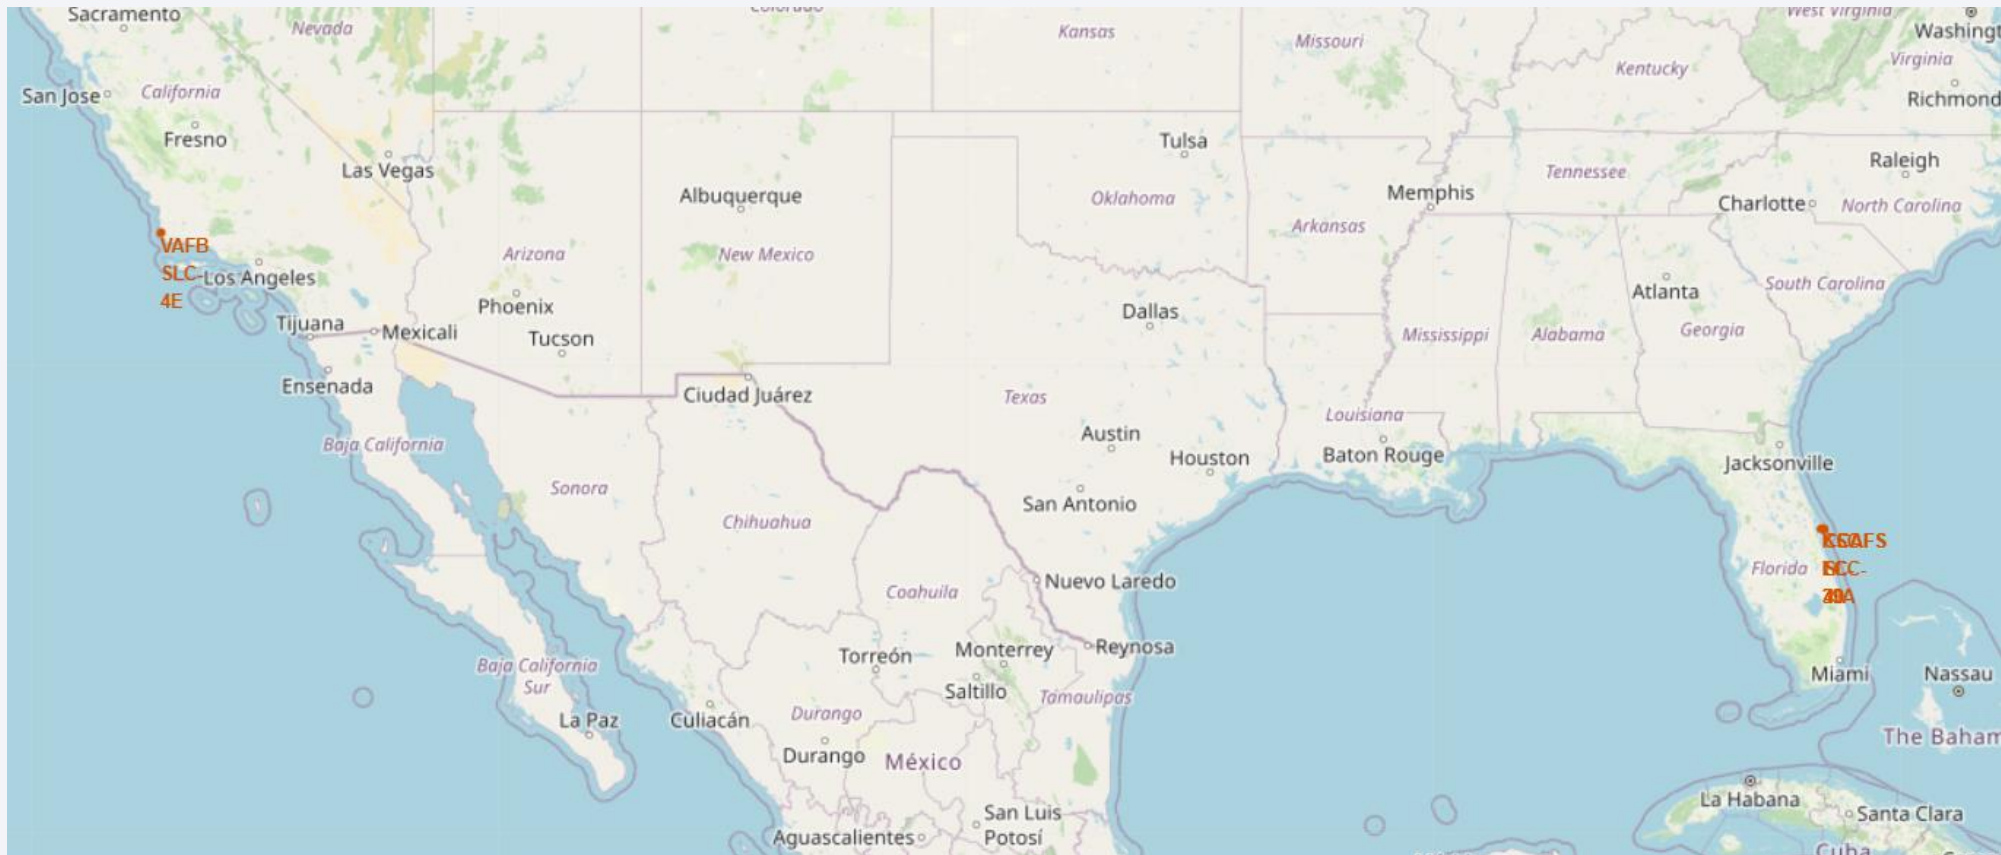 Sacramento
Colorado
Kansas
Nevada
Missouri
West Virginia
Washingt
Kentucky
Virginia
San Jose
California
Richmond
Fresno
Las Vegas
Tulsa
Tennessee
Raleigh
Albuquerque
Oklahoma
Memphis
Charlotte
North Carolina
VAFB
SLC-
4E
Arizona
New Mexico
Arkansas
Los Angeles
Phoenix
Dallas
Atlanta
South Carolina
Tijuana
Mexicali
Tucson
Mississippi
Alabama
Georgia
Ensenada
Ciudad Juárez
Texas
Louisiana
Baja California
Austin
Houston
Baton Rouge
Jacksonville
Sonora
Chihuahua
San Antonio
Florida
Coahuila
Nuevo Laredo
Monterrey
Reynosa
Torreón
Baja California
Sur
Saltillo
Tamaulipas
Miami
Nassau
La Paz
Culiacán
Durango
Durango
México
The Baham
La Habana
Santa Clara
San Luis
Potosí
Aguascalientes
Cuba